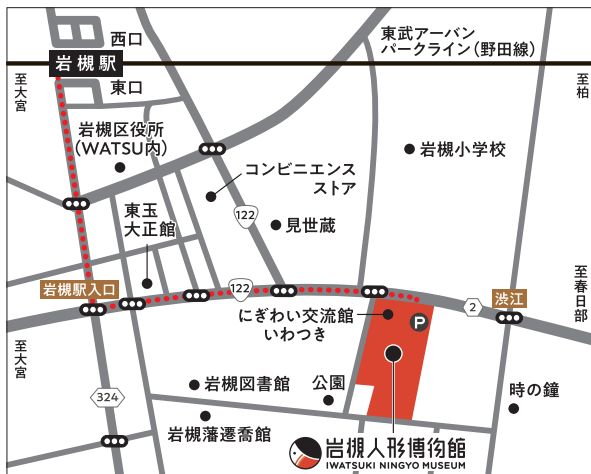 西口
岩槻駅
東口
東武アーバン
パークライン（野田線）
至大宮
至柏
岩槻区役所
（WATSU内）
岩槻小学校
コンビニエンス
ストア
122
見世蔵
東玉
大正館
岩槻駅入口
122
至春日部
2
渋江
にぎわい交流館
いわつき
P
至大宮
324
岩槻図書館
公園
時の鐘
岩槻藩遷喬館
岩槻人形博物館
IWATSUKI NINGYO MUSEUM